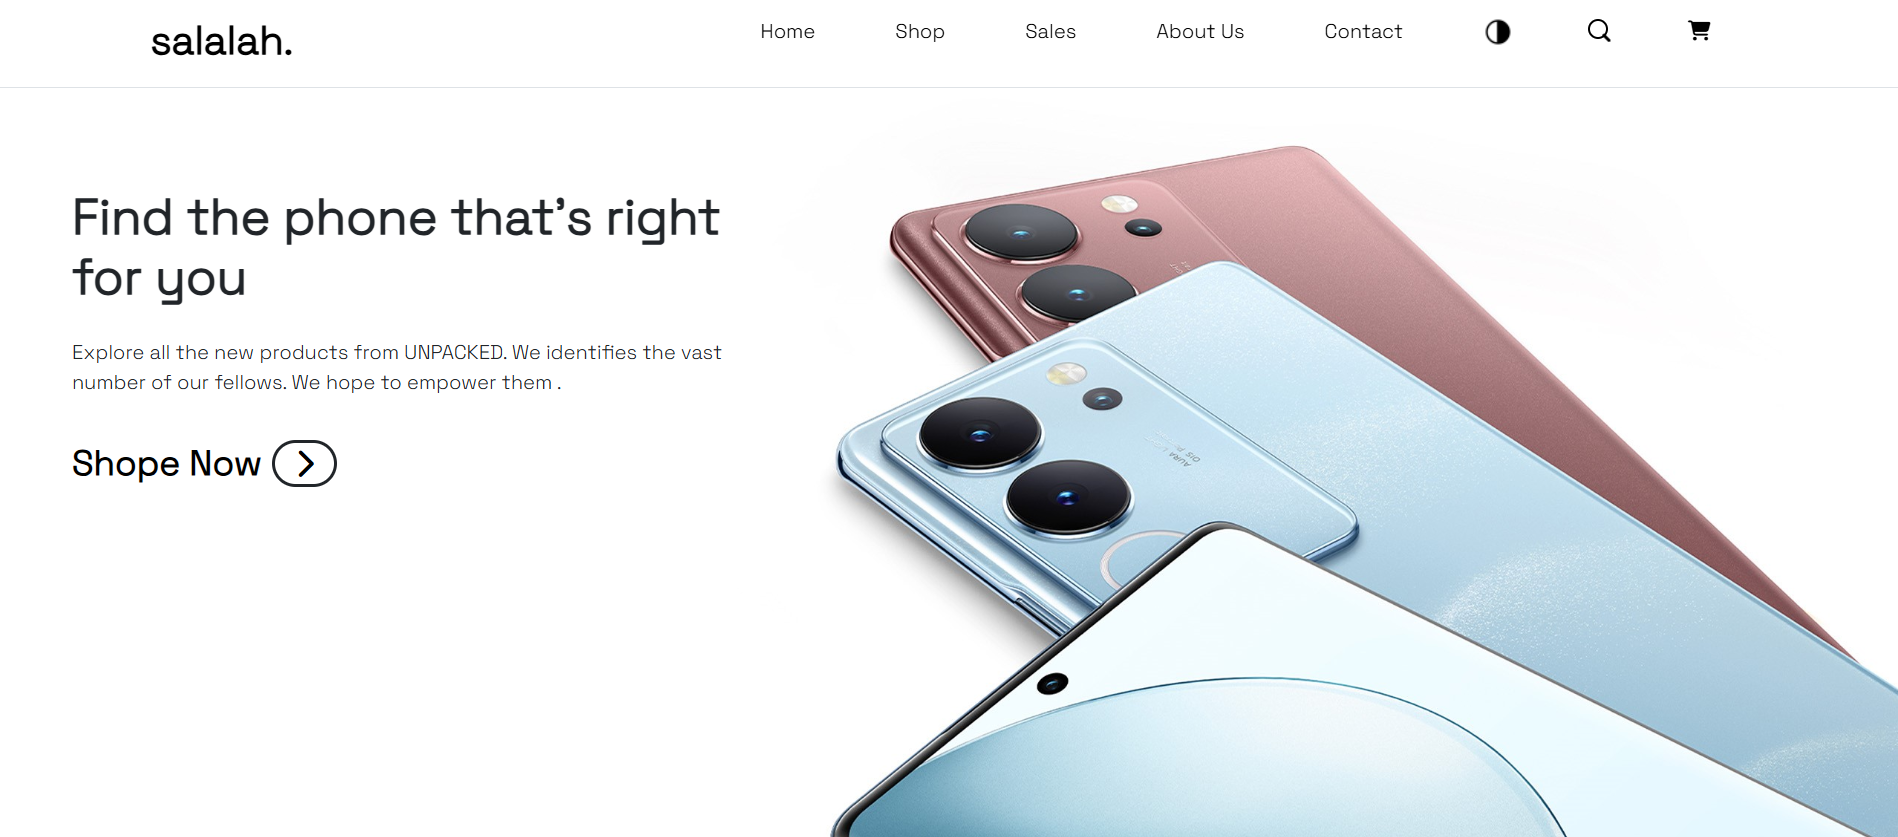 salalah.
Home Shop Sales About Us Contact
Find the phone that's right
for you
Explore all the new products from UNPACKED. We identifies the vast
number of our fellows. We hope to empower them .
Shope Now